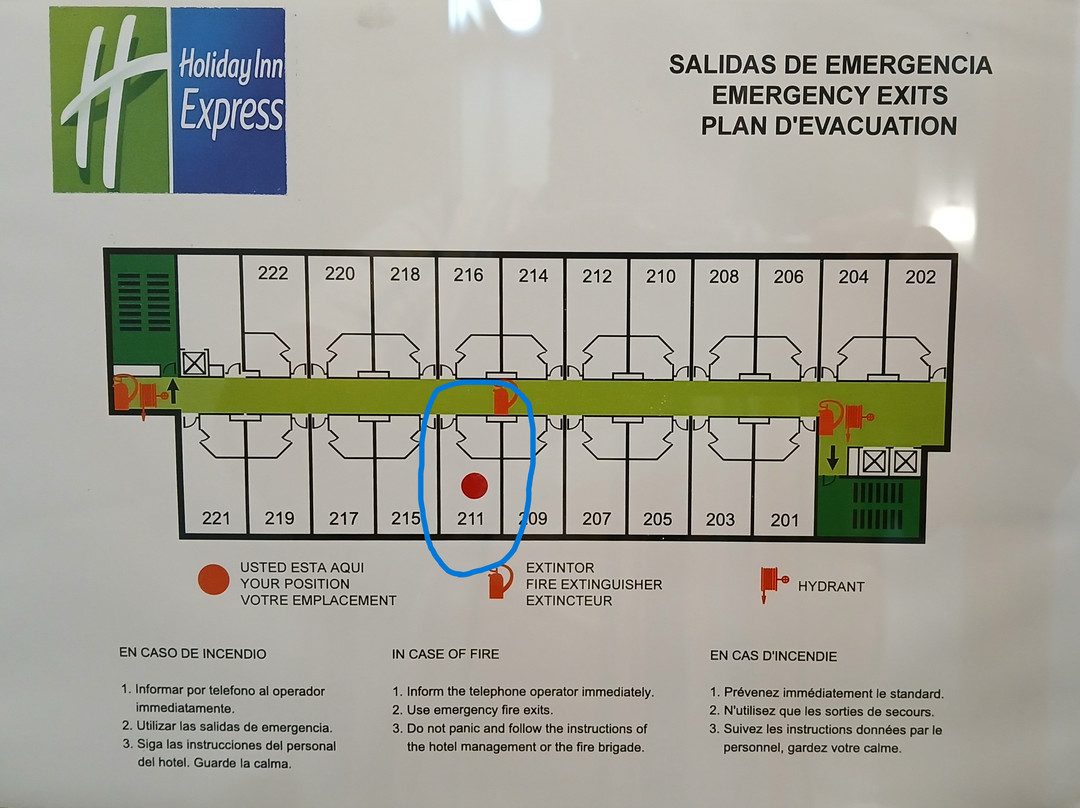 Holiday Inn
Express
SALIDAS DE EMERGENCIA
EMERGENCY EXITS
PLAN D'EVACUATION
222 220 218 216 214 212 210 208 206 204 202
221 219 217 215 211 209 207 205 203 201
USTED ESTA AQUI
YOUR POSITION
VOTRE EMPLACEMENT
EXTINTOR
FIRE EXTINGUISHER
EXTINCTEUR
HYDRANT
EN CASO DE INCENDIO
1. Informar por telefono al operador
immediatamente.
2. Utilizar las salidas de emergencia.
3. Siga las instrucciones del personal
del hotel. Guarde la calma.
IN CASE OF FIRE
1. Inform the telephone operator immediately.
2. Use emergency fire exits.
3. Do not panic and follow the instructions of
the hotel management or the fire brigade.
EN CAS D'INCENDIE
1. Prévenez immédiatement le standard.
2. N'utilisez que les sorties de secours.
3. Suivez les instructions données par le
personnel, gardez votre calme.